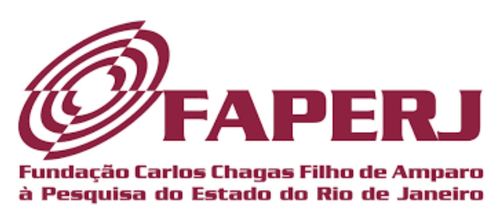 FAPERJ
Fundação Carlos Chagas Filho de Amparo
à Pesquisa do Estado do Rio de Janeiro